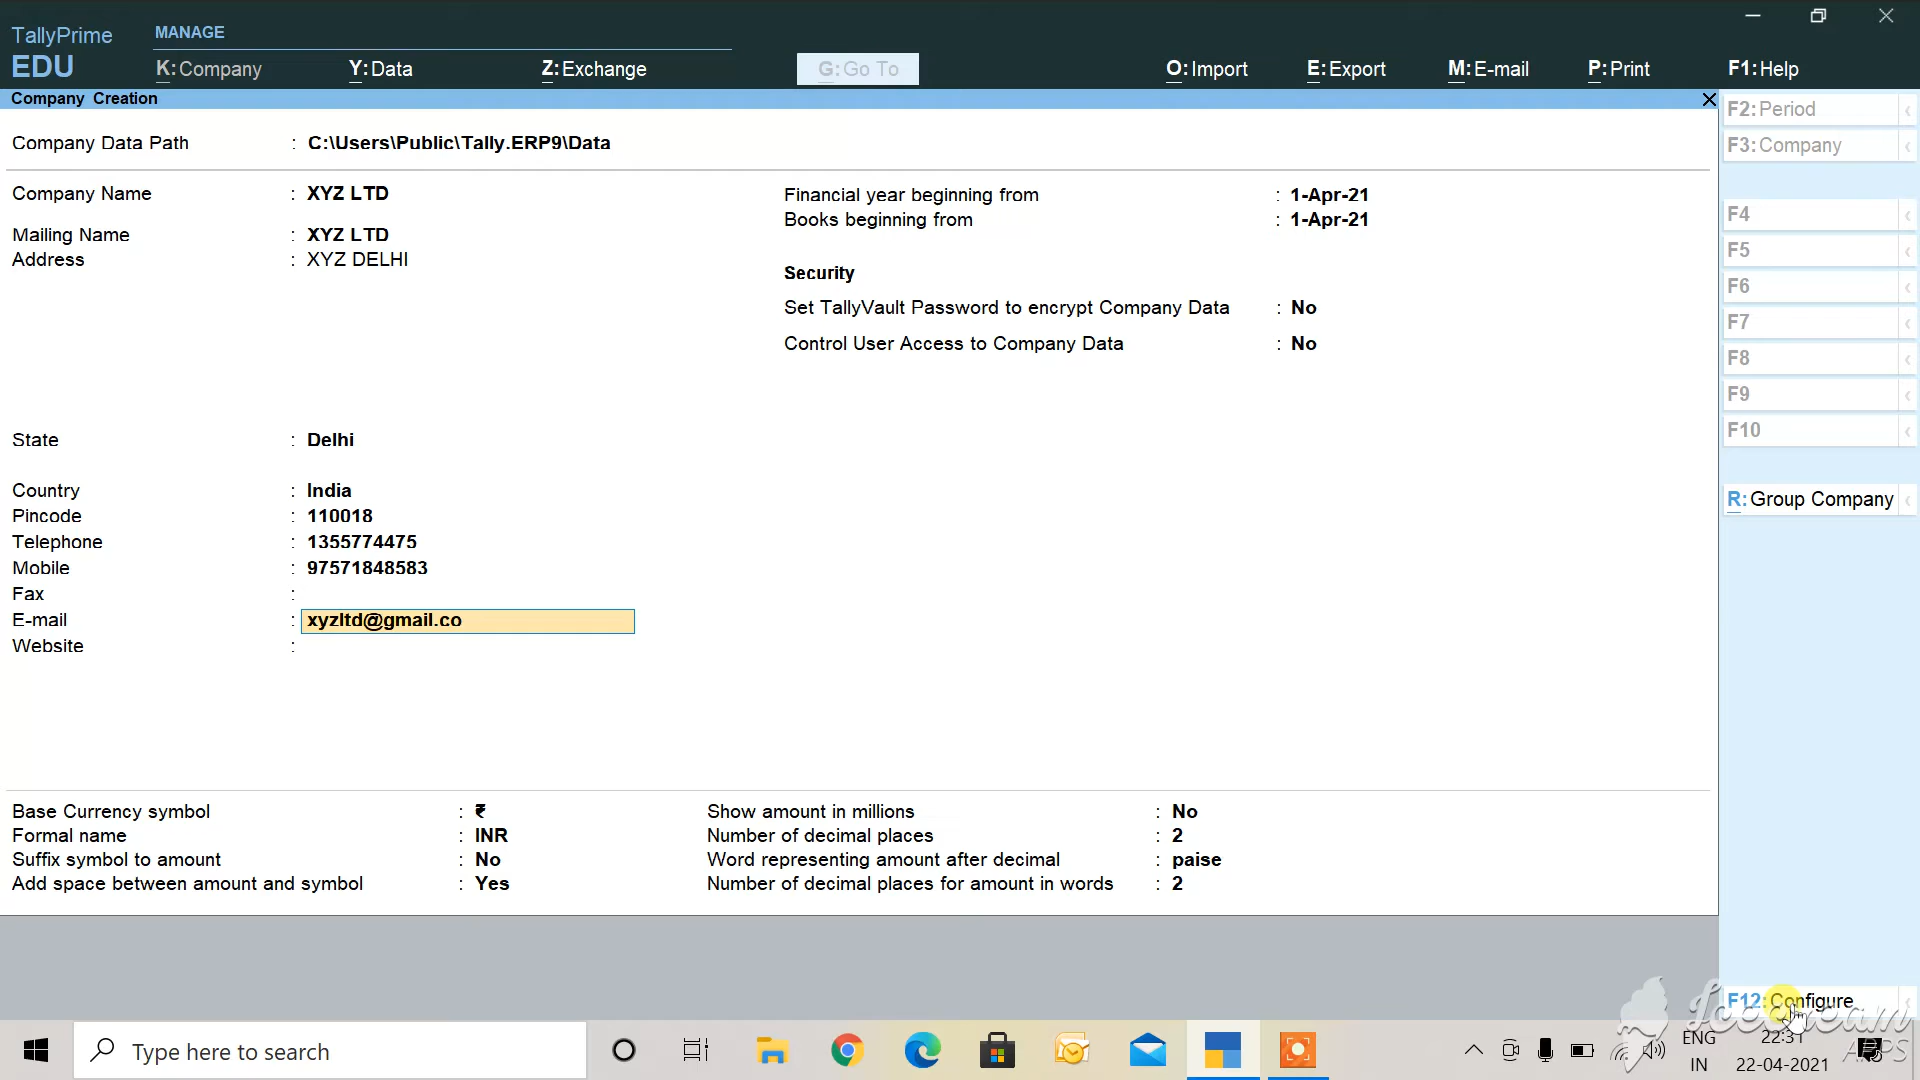 TallyPrime
EDU
MANAGE
K:Company Y:Data Z:Exchange G:Go To O:Import E:Export M:E-mail P:Print F1:Help
Company Creation
Company Data Path : C:\Users\Public\Tally.ERP9\Data
Company Name : XYZ LTD
Mailing Name : XYZ LTD
Address : XYZ DELHI
State : Delhi
Country : India
Pincode : 110018
Telephone : 1355774475
Mobile : 97571848583
Fax :
E-mail : xyzltd@gmail.co
Website :
Financial year beginning from : 1-Apr-21
Books beginning from : 1-Apr-21
Security
Set TallyVault Password to encrypt Company Data : No
Control User Access to Company Data : No
Base Currency symbol : ₹
Formal name : INR
Suffix symbol to amount : No
Add space between amount and symbol : Yes
Show amount in millions : No
Number of decimal places : 2
Word representing amount after decimal : paise
Number of decimal places for amount in words : 2
F2:Period
F3:Company
F4
F5
F6
F7
F8
F9
F10
R:Group Company
F12:Configure
Icecream
APPS
Type here to search
ENG
IN
22:31
22-04-2021